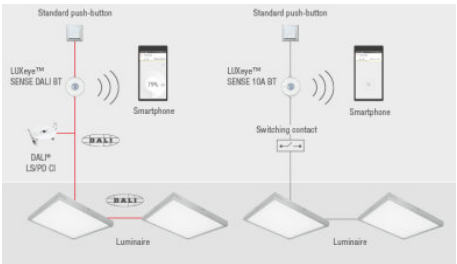 Standard push-button
LUXeye™
SENSE DALI BT
79%
Smartphone
DALI
DALI®
LS/PD CI
DALI
Luminaire
Standard push-button
LUXeye™
SENSE 10A BT
Smartphone
Switching contact
Luminaire